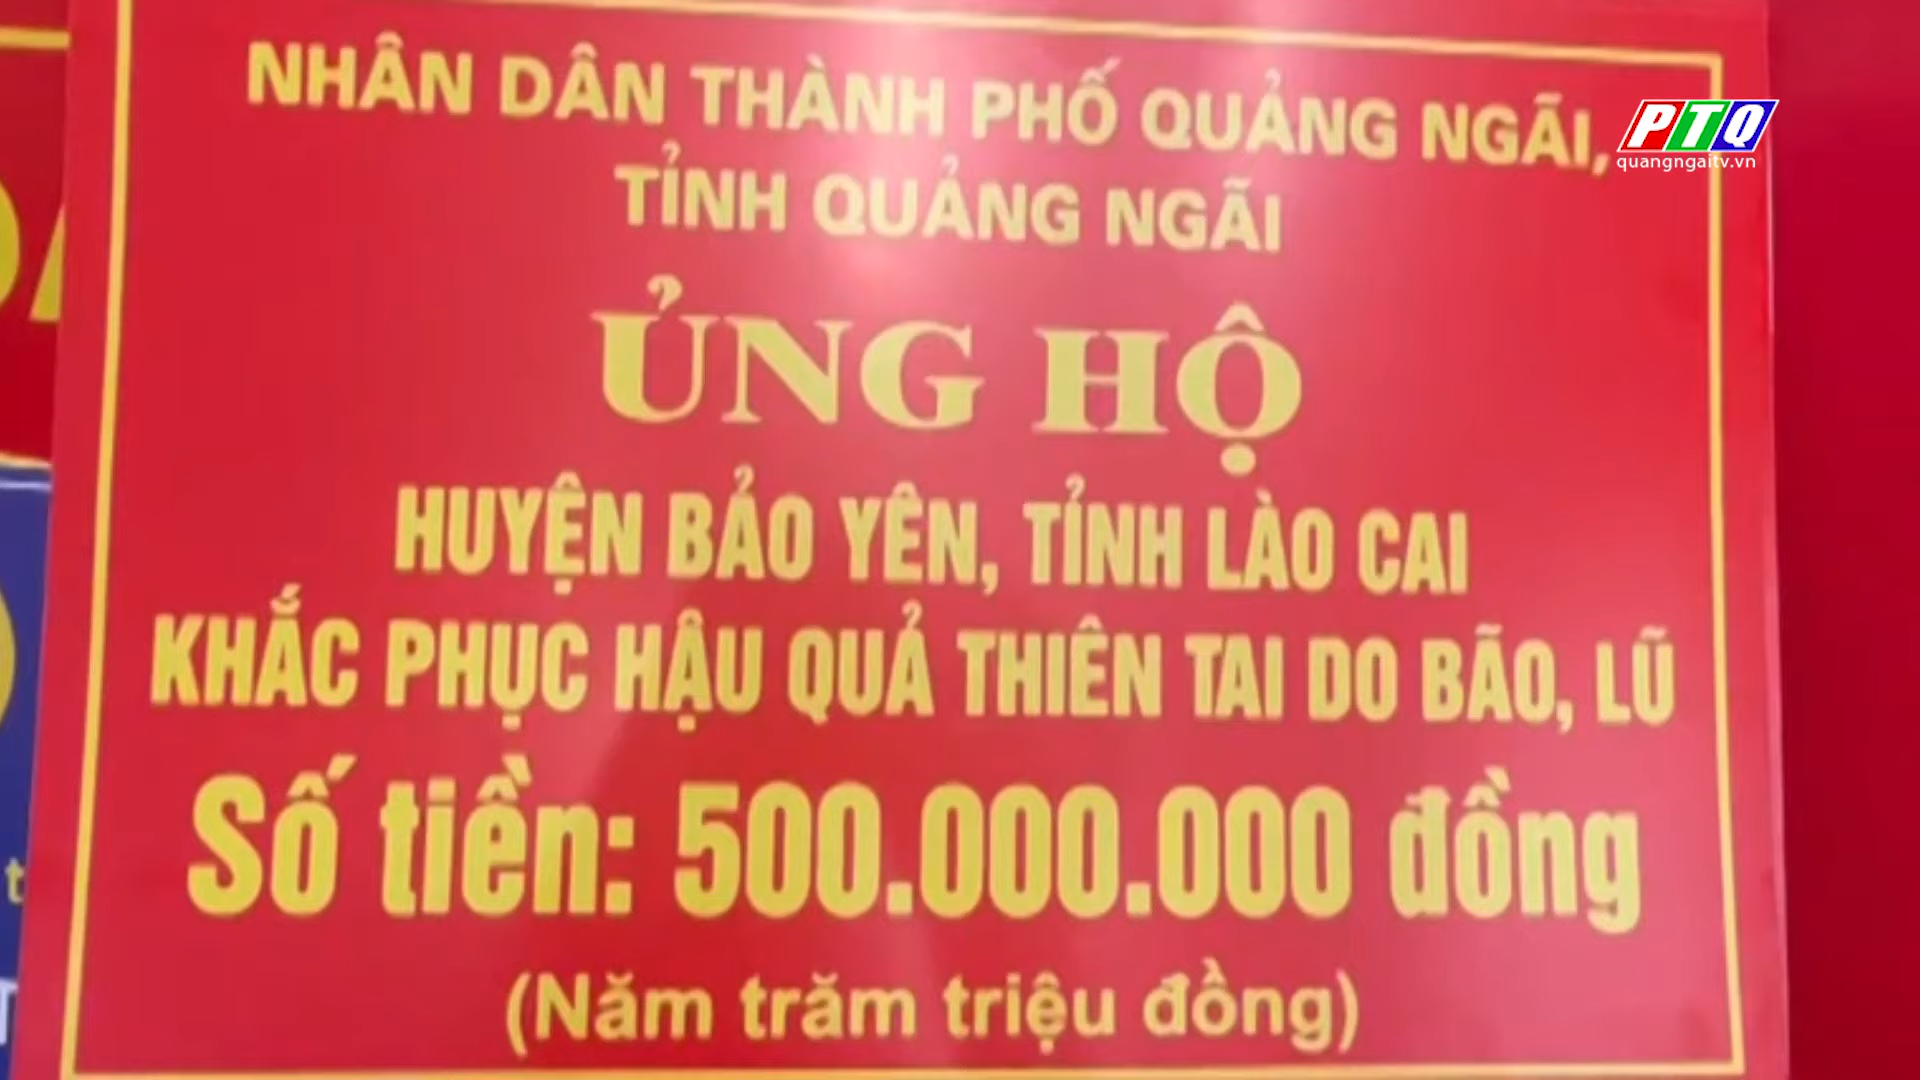 NHÂN DÂN THÀNH PHỐ QUẢNG NGÃI,
TỈNH QUẢNG NGÃI
ỦNG HỘ
HUYỆN BẢO YÊN, TỈNH LÀO CAI
KHẮC PHỤC HẬU QUẢ THIÊN TAI DO BÃO, LŨ
Số tiền: 500.000.000 đồng
(Năm trăm triệu đồng)
PTQ
quangngaitv.vn